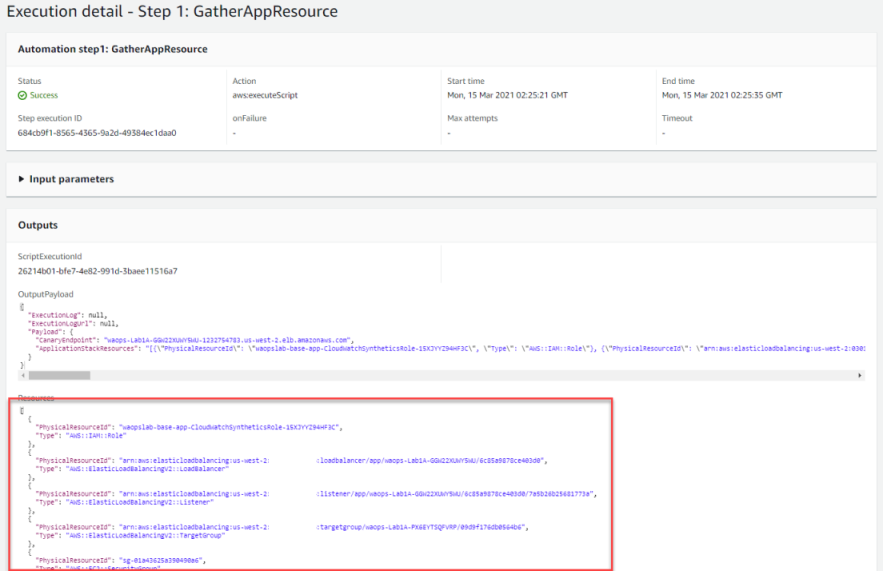 Execution detail - Step 1: GatherAppResource
Automation step1: GatherAppResource
Status
Action
Start time
End time
Success
aws:executeScript
Mon, 15 Mar 2021 02:25:21 GMT
Mon, 15 Mar 2021 02:25:35 GMT
Step execution ID
onFailure
Max attempts
Timeout
684cb9f1-8565-4365-9a2d-49384ec1daa0
-
-
-
Input parameters
Outputs
ScriptExecutionId
26214b01-bfe7-4e82-991d-3baee11516a7
OutputPayload
{
"ExecutionLog": null,
"ExecutionLogUrl": null,
"Payload": {
"CanaryEndpoint": "waops-Lab1A-GGW22XUWY5WU-1232754783.us-west-2.elb.amazonaws.com",
"ApplicationStackResources": "[{\"PhysicalResourceId\": \"waopslab-base-app-CloudWatchSyntheticsRole-15XJYYZ94HF3C\", \"Type\": \"AWS::IAM::Role\"}, {\"PhysicalResourceId\": \"arn:aws:elasticloadbalancing:us-west-2:0303
}
}
Resources
[
{
"PhysicalResourceId": "waopslab-base-app-CloudWatchSyntheticsRole-15XJYYZ94HF3C",
"Type": "AWS::IAM::Role"
},
{
"PhysicalResourceId": "arn:aws:elasticloadbalancing:us-west-2: :loadbalancer/app/waops-Lab1A-GGW22XUWY5WU/6c85a9878ce403d0",
"Type": "AWS::ElasticLoadBalancingV2::LoadBalancer"
},
{
"PhysicalResourceId": "arn:aws:elasticloadbalancing:us-west-2: :listener/app/waops-Lab1A-GGW22XUWY5WU/6c85a9878ce403d0/7a5b2db25681773a",
"Type": "AWS::ElasticLoadBalancingV2::Listener"
},
{
"PhysicalResourceId": "arn:aws:elasticloadbalancing:us-west-2: :targetgroup/waops-Lab1A-PX6EYTSQFVRP/09d9f176db0564b6",
"Type": "AWS::ElasticLoadBalancingV2::TargetGroup"
},
{
"PhysicalResourceId": "sg-01a43625a390490a6",
"Type": "AWS::EC2::SecurityGroup"